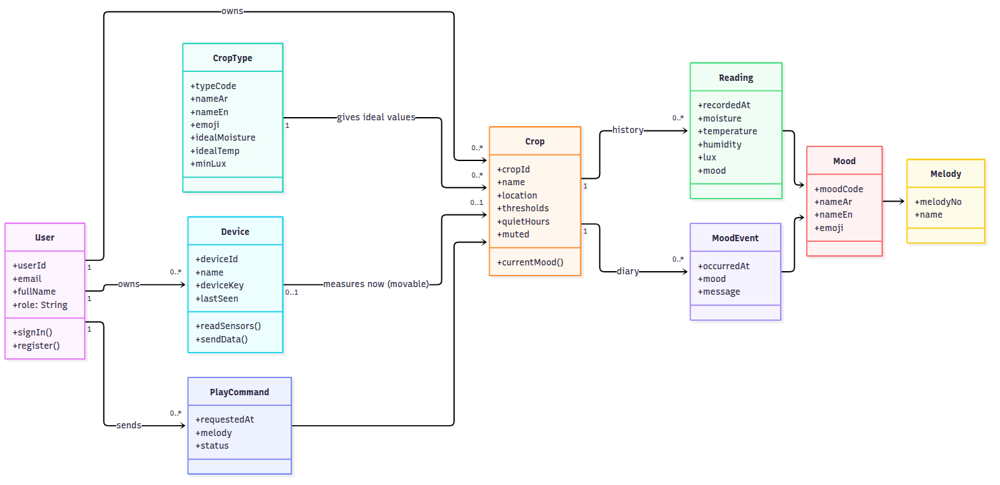 owns
CropType
+typeCode
+nameAr
+nameEn
+emoji
+idealMoisture
+idealTemp
+minLux
1
gives ideal values
0..*
0..*
0..1
Crop
+cropId
+name
+location
+thresholds
+quietHours
+muted
+currentMood()
1
1
history
0..*
diary
0..*
Reading
+recordedAt
+moisture
+temperature
+humidity
+lux
+mood
MoodEvent
+occurredAt
+mood
+message
Mood
+moodCode
+nameAr
+nameEn
+emoji
Melody
+melodyNo
+name
User
+userId
+email
+fullName
+role: String
+signIn()
+register()
1
1
1
owns
0..*
Device
+deviceId
+name
+deviceKey
+lastSeen
+readSensors()
+sendData()
0..1
measures now (movable)
sends
0..*
PlayCommand
+requestedAt
+melody
+status